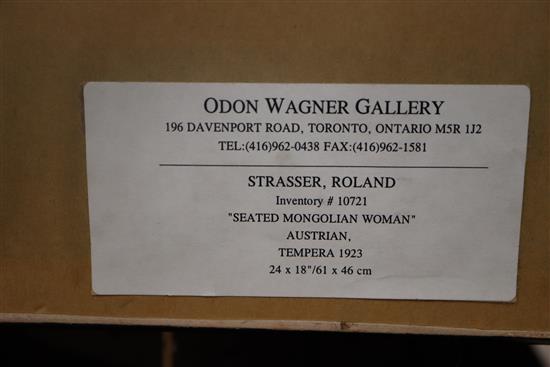 ODON WAGNER GALLERY
196 DAVENPORT ROAD, TORONTO, ONTARIO M5R 1J2
TEL:(416)962-0438 FAX:(416)962-1581
STRASSER, ROLAND
Inventory # 10721
"SEATED MONGOLIAN WOMAN"
AUSTRIAN,
TEMPERA 1923
24 x 18"/61 x 46 cm